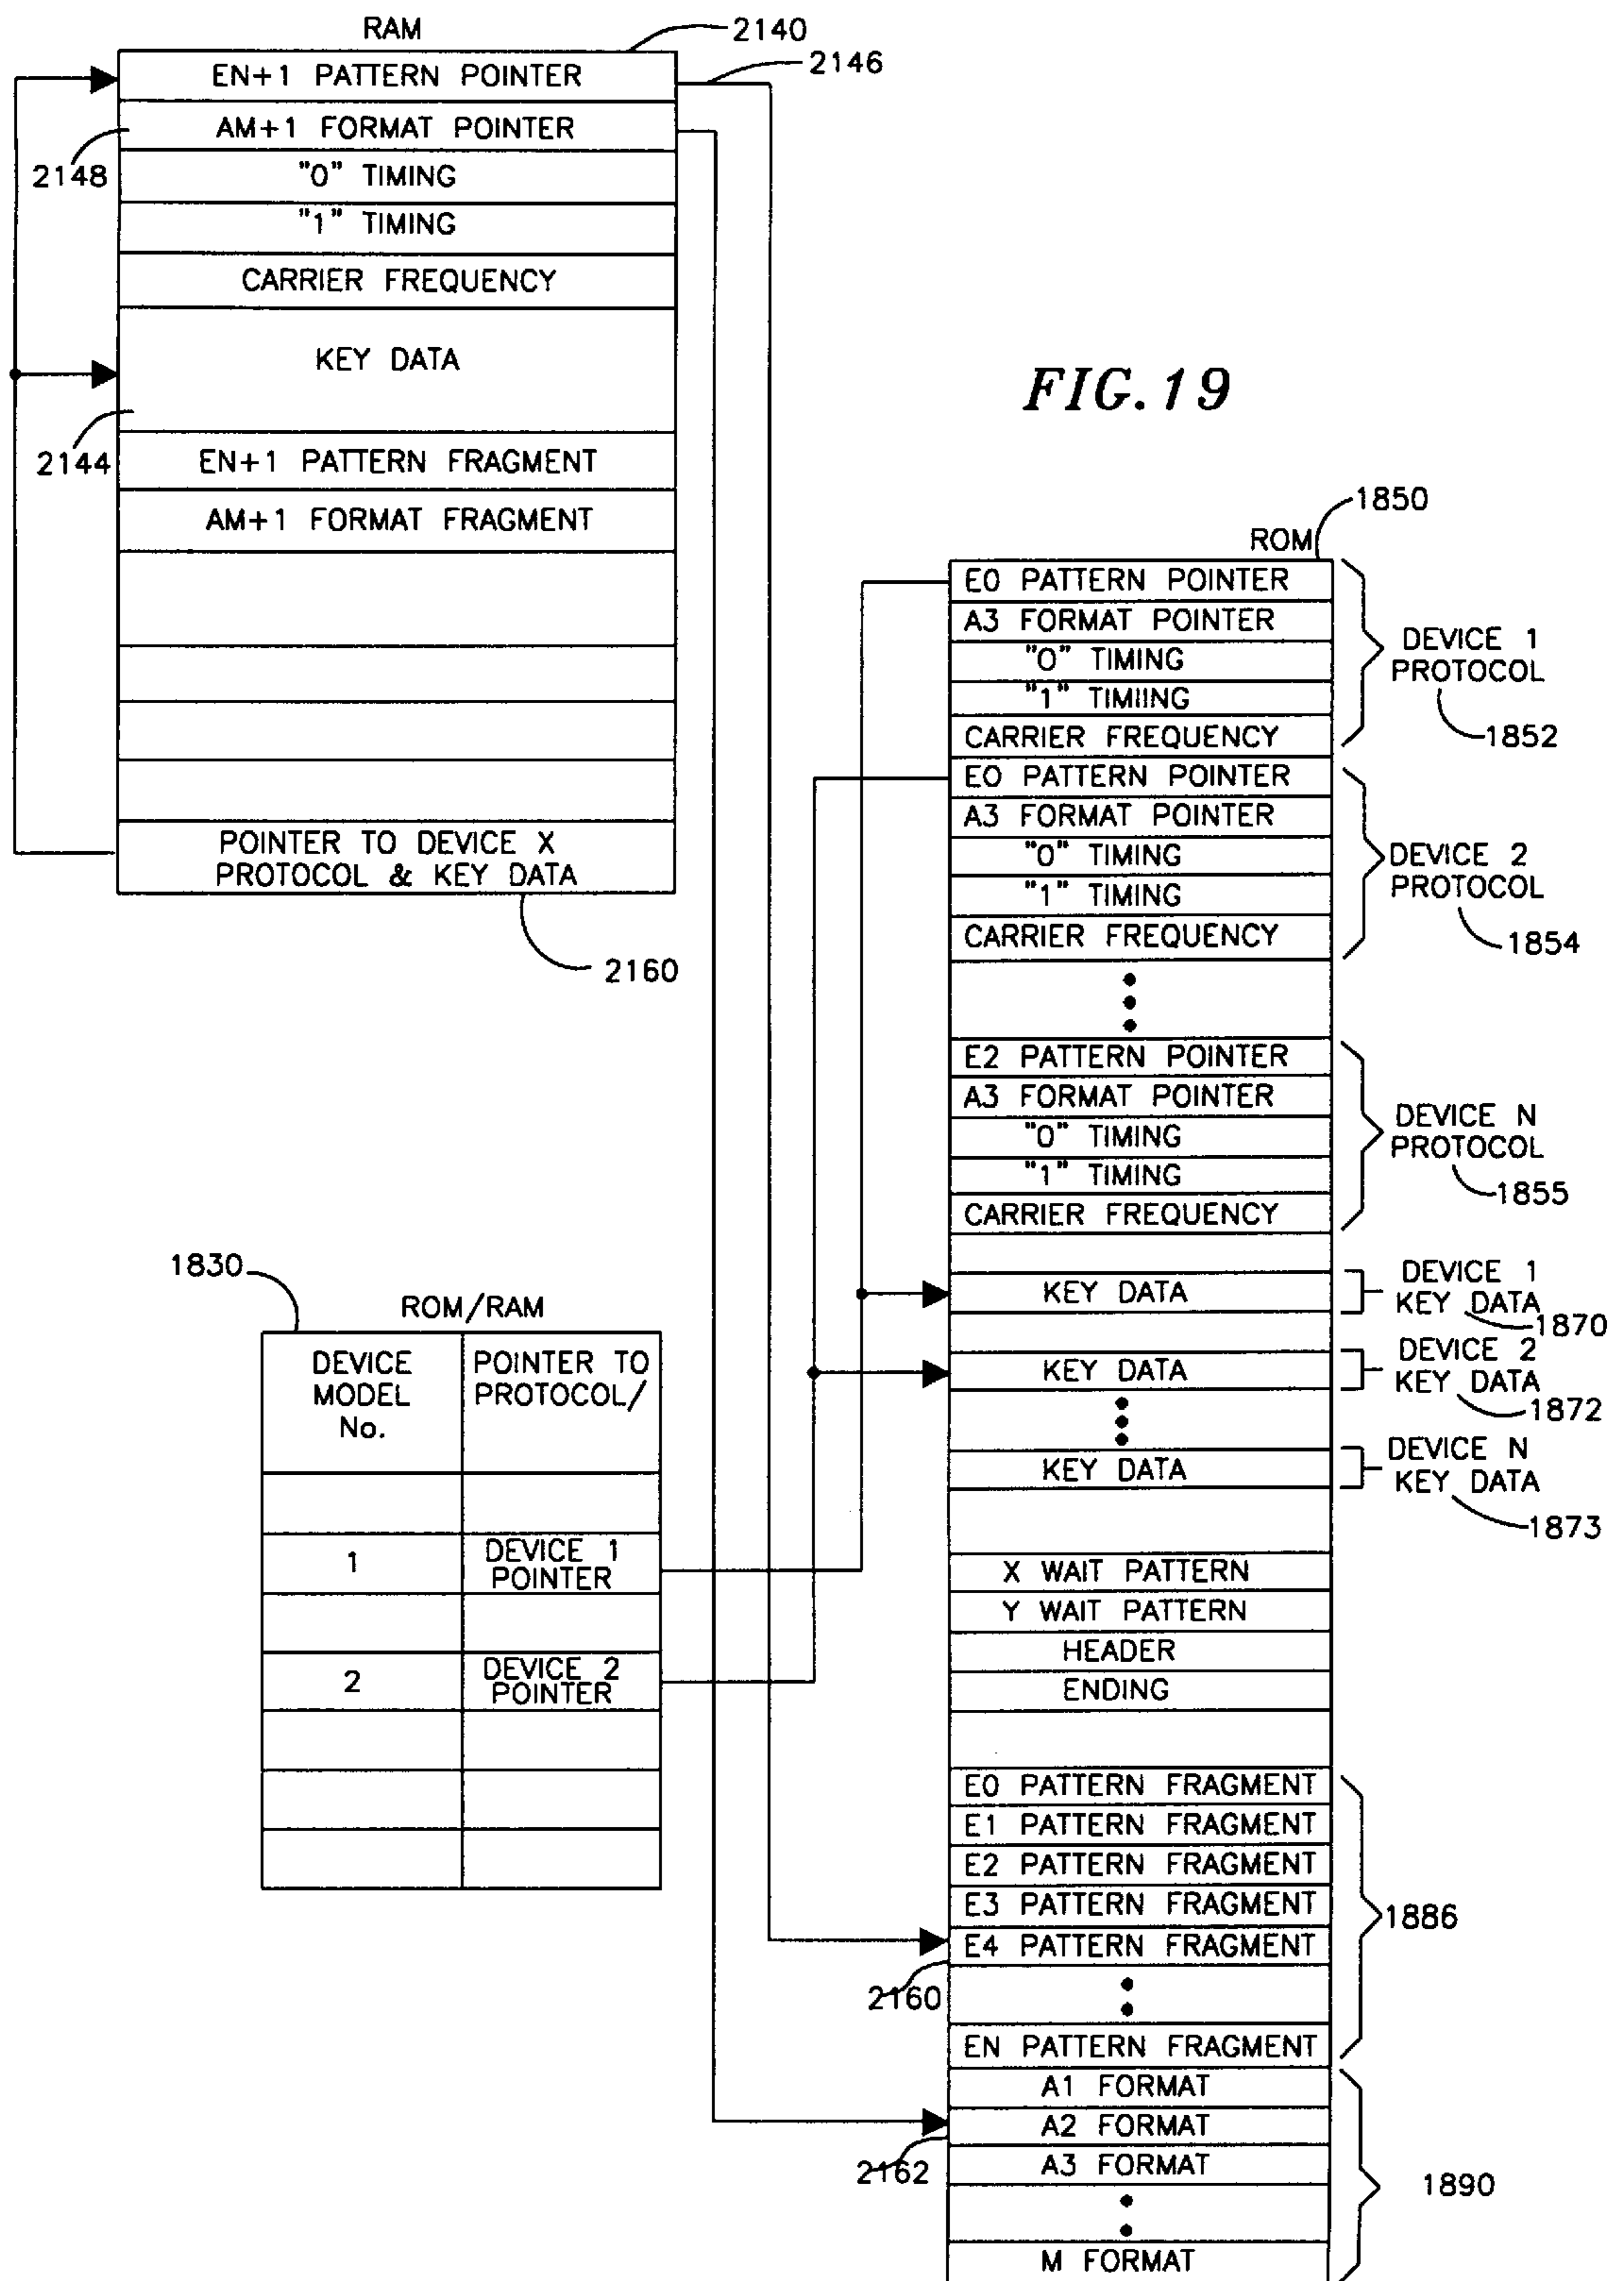 RAM
2140
2146
EN+1 PATTERN POINTER
AM+1 FORMAT POINTER
2148
"0" TIMING
"1" TIMING
CARRIER FREQUENCY
KEY DATA
2144
EN+1 PATTERN FRAGMENT
AM+1 FORMAT FRAGMENT
POINTER TO DEVICE X
PROTOCOL & KEY DATA
2160
FIG.19
ROM
1850
E0 PATTERN POINTER
A3 FORMAT POINTER
"0" TIMING
"1" TIMIING
CARRIER FREQUENCY
DEVICE 1
PROTOCOL
1852
E0 PATTERN POINTER
A3 FORMAT POINTER
"0" TIMING
"1" TIMING
CARRIER FREQUENCY
DEVICE 2
PROTOCOL
1854
E2 PATTERN POINTER
A3 FORMAT POINTER
"0" TIMING
"1" TIMING
CARRIER FREQUENCY
DEVICE N
PROTOCOL
1855
KEY DATA
DEVICE 1
KEY DATA
1870
KEY DATA
DEVICE 2
KEY DATA
1872
KEY DATA
DEVICE N
KEY DATA
1873
1830
ROM/RAM
DEVICE
MODEL
No.
POINTER TO
PROTOCOL/
1
DEVICE 1
POINTER
2
DEVICE 2
POINTER
X WAIT PATTERN
Y WAIT PATTERN
HEADER
ENDING
E0 PATTERN FRAGMENT
E1 PATTERN FRAGMENT
E2 PATTERN FRAGMENT
E3 PATTERN FRAGMENT
E4 PATTERN FRAGMENT
1886
2160
EN PATTERN FRAGMENT
A1 FORMAT
A2 FORMAT
2162
A3 FORMAT
1890
M FORMAT